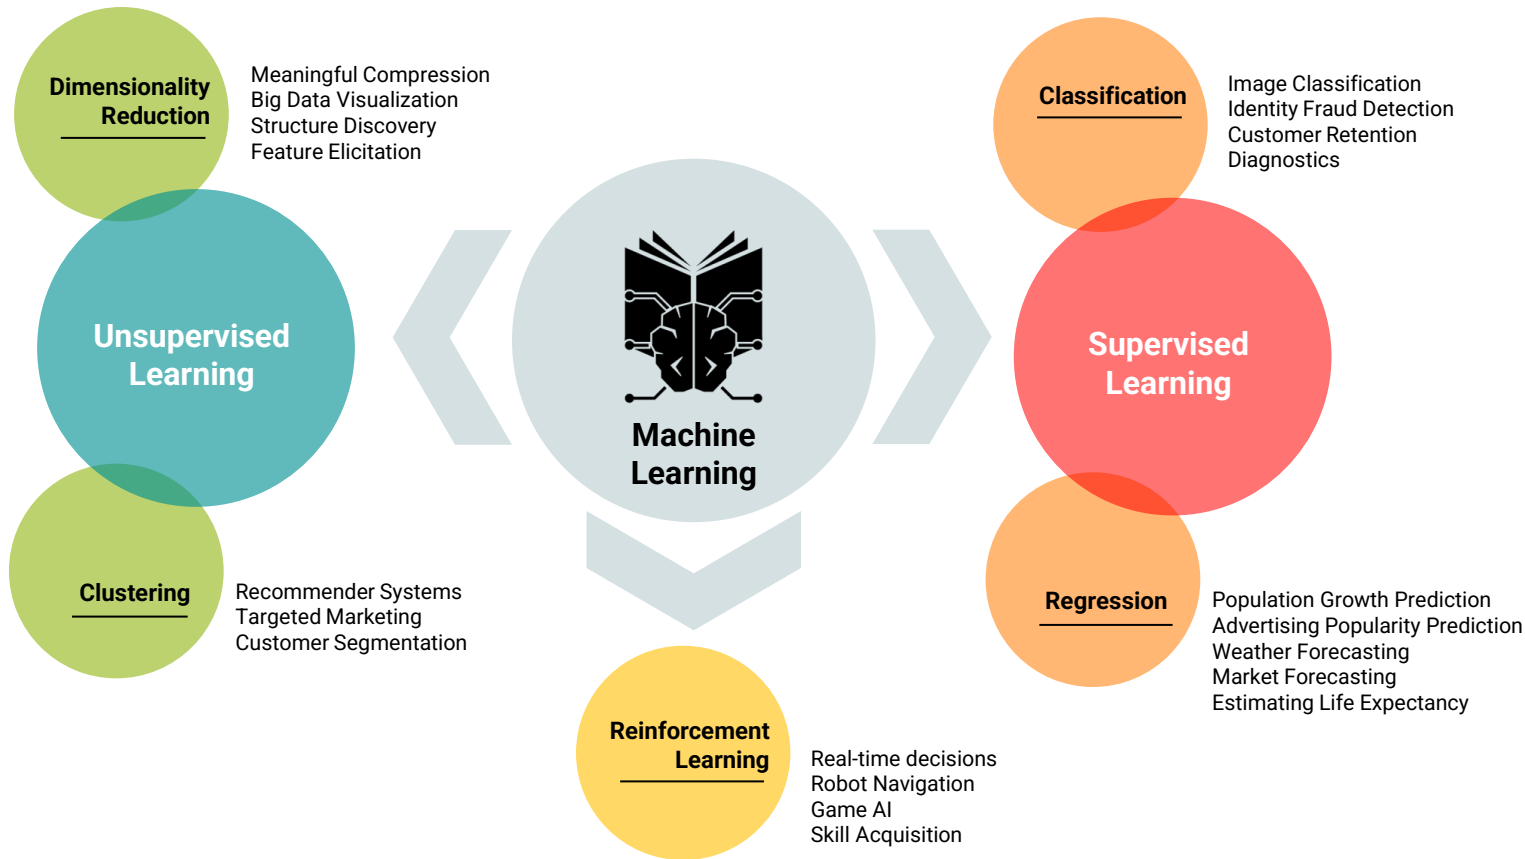 Dimensionality
Reduction
Meaningful Compression
Big Data Visualization
Structure Discovery
Feature Elicitation
Unsupervised
Learning
Clustering
Recommender Systems
Targeted Marketing
Customer Segmentation
Machine
Learning
Reinforcement
Learning
Real-time decisions
Robot Navigation
Game AI
Skill Acquisition
Classification
Image Classification
Identity Fraud Detection
Customer Retention
Diagnostics
Supervised
Learning
Regression
Population Growth Prediction
Advertising Popularity Prediction
Weather Forecasting
Market Forecasting
Estimating Life Expectancy